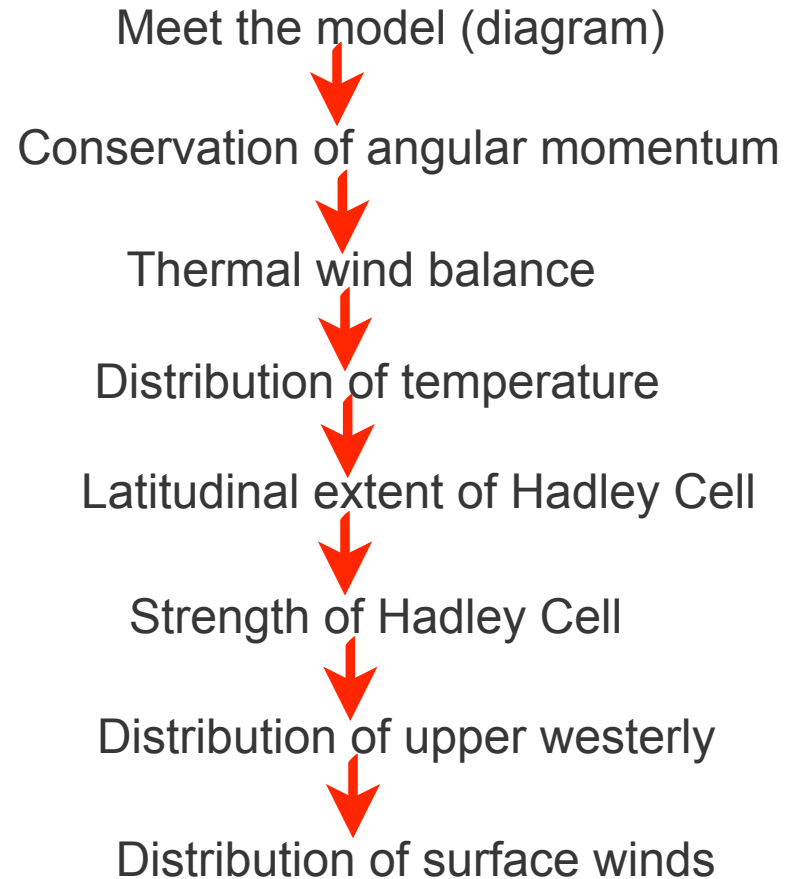 Meet the model (diagram)
Conservation of angular momentum
Thermal wind balance
Distribution of temperature
Latitudinal extent of Hadley Cell
Strength of Hadley Cell
Distribution of upper westerly
Distribution of surface winds